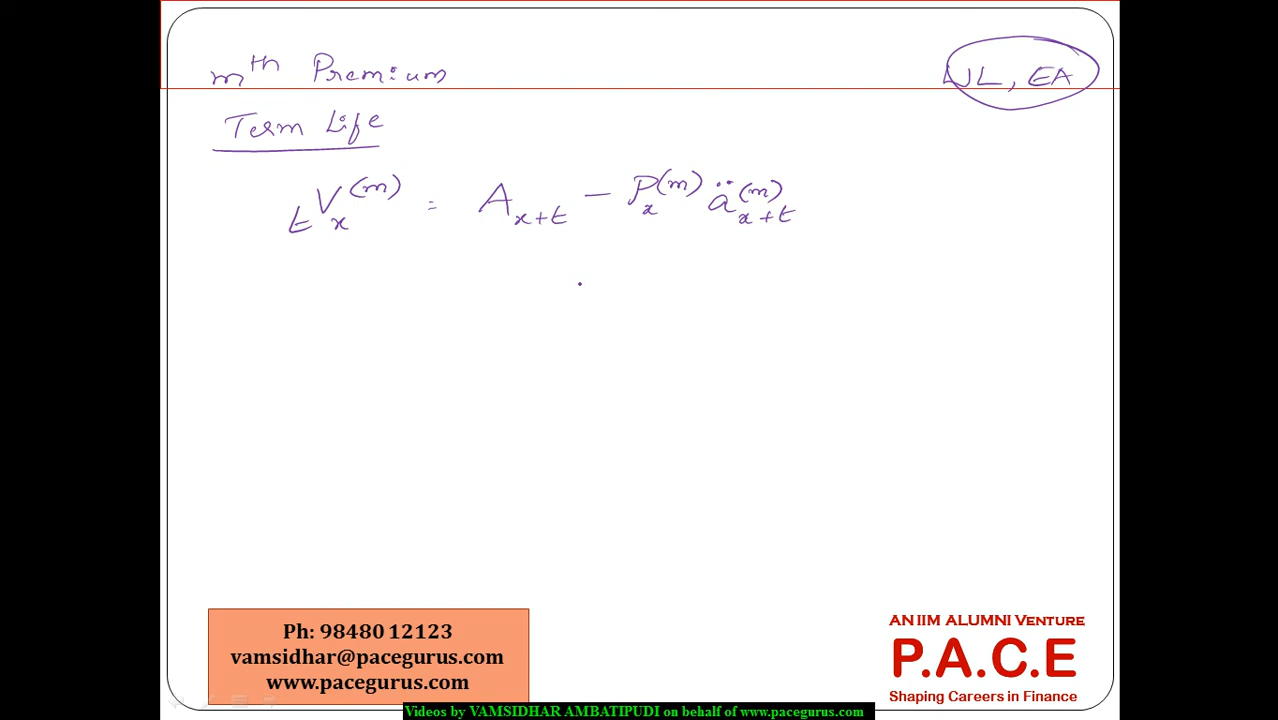 mth Premium
WL, EA
Term Life
tVx(m) = Ax+t − Px(m) äx+t(m)
Ph: 98480 12123
vamsidhar@pacegurus.com
www.pacegurus.com
AN IIM ALUMNI VENTURE
P.A.C.E
Shaping Careers in Finance
Videos by VAMSIDHAR AMBATIPUDI on behalf of www.pacegurus.com